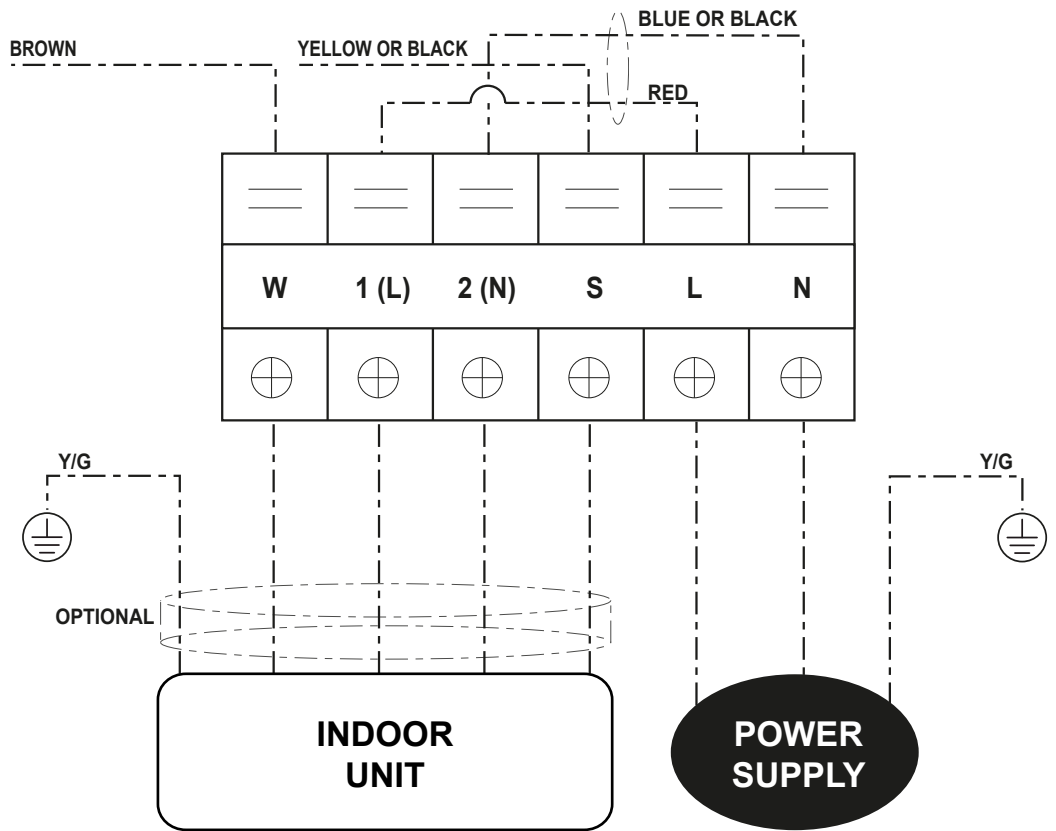 BLUE OR BLACK
BROWN
YELLOW OR BLACK
RED
W 1 (L) 2 (N) S L N
Y/G
Y/G
OPTIONAL
INDOOR
UNIT
POWER
SUPPLY